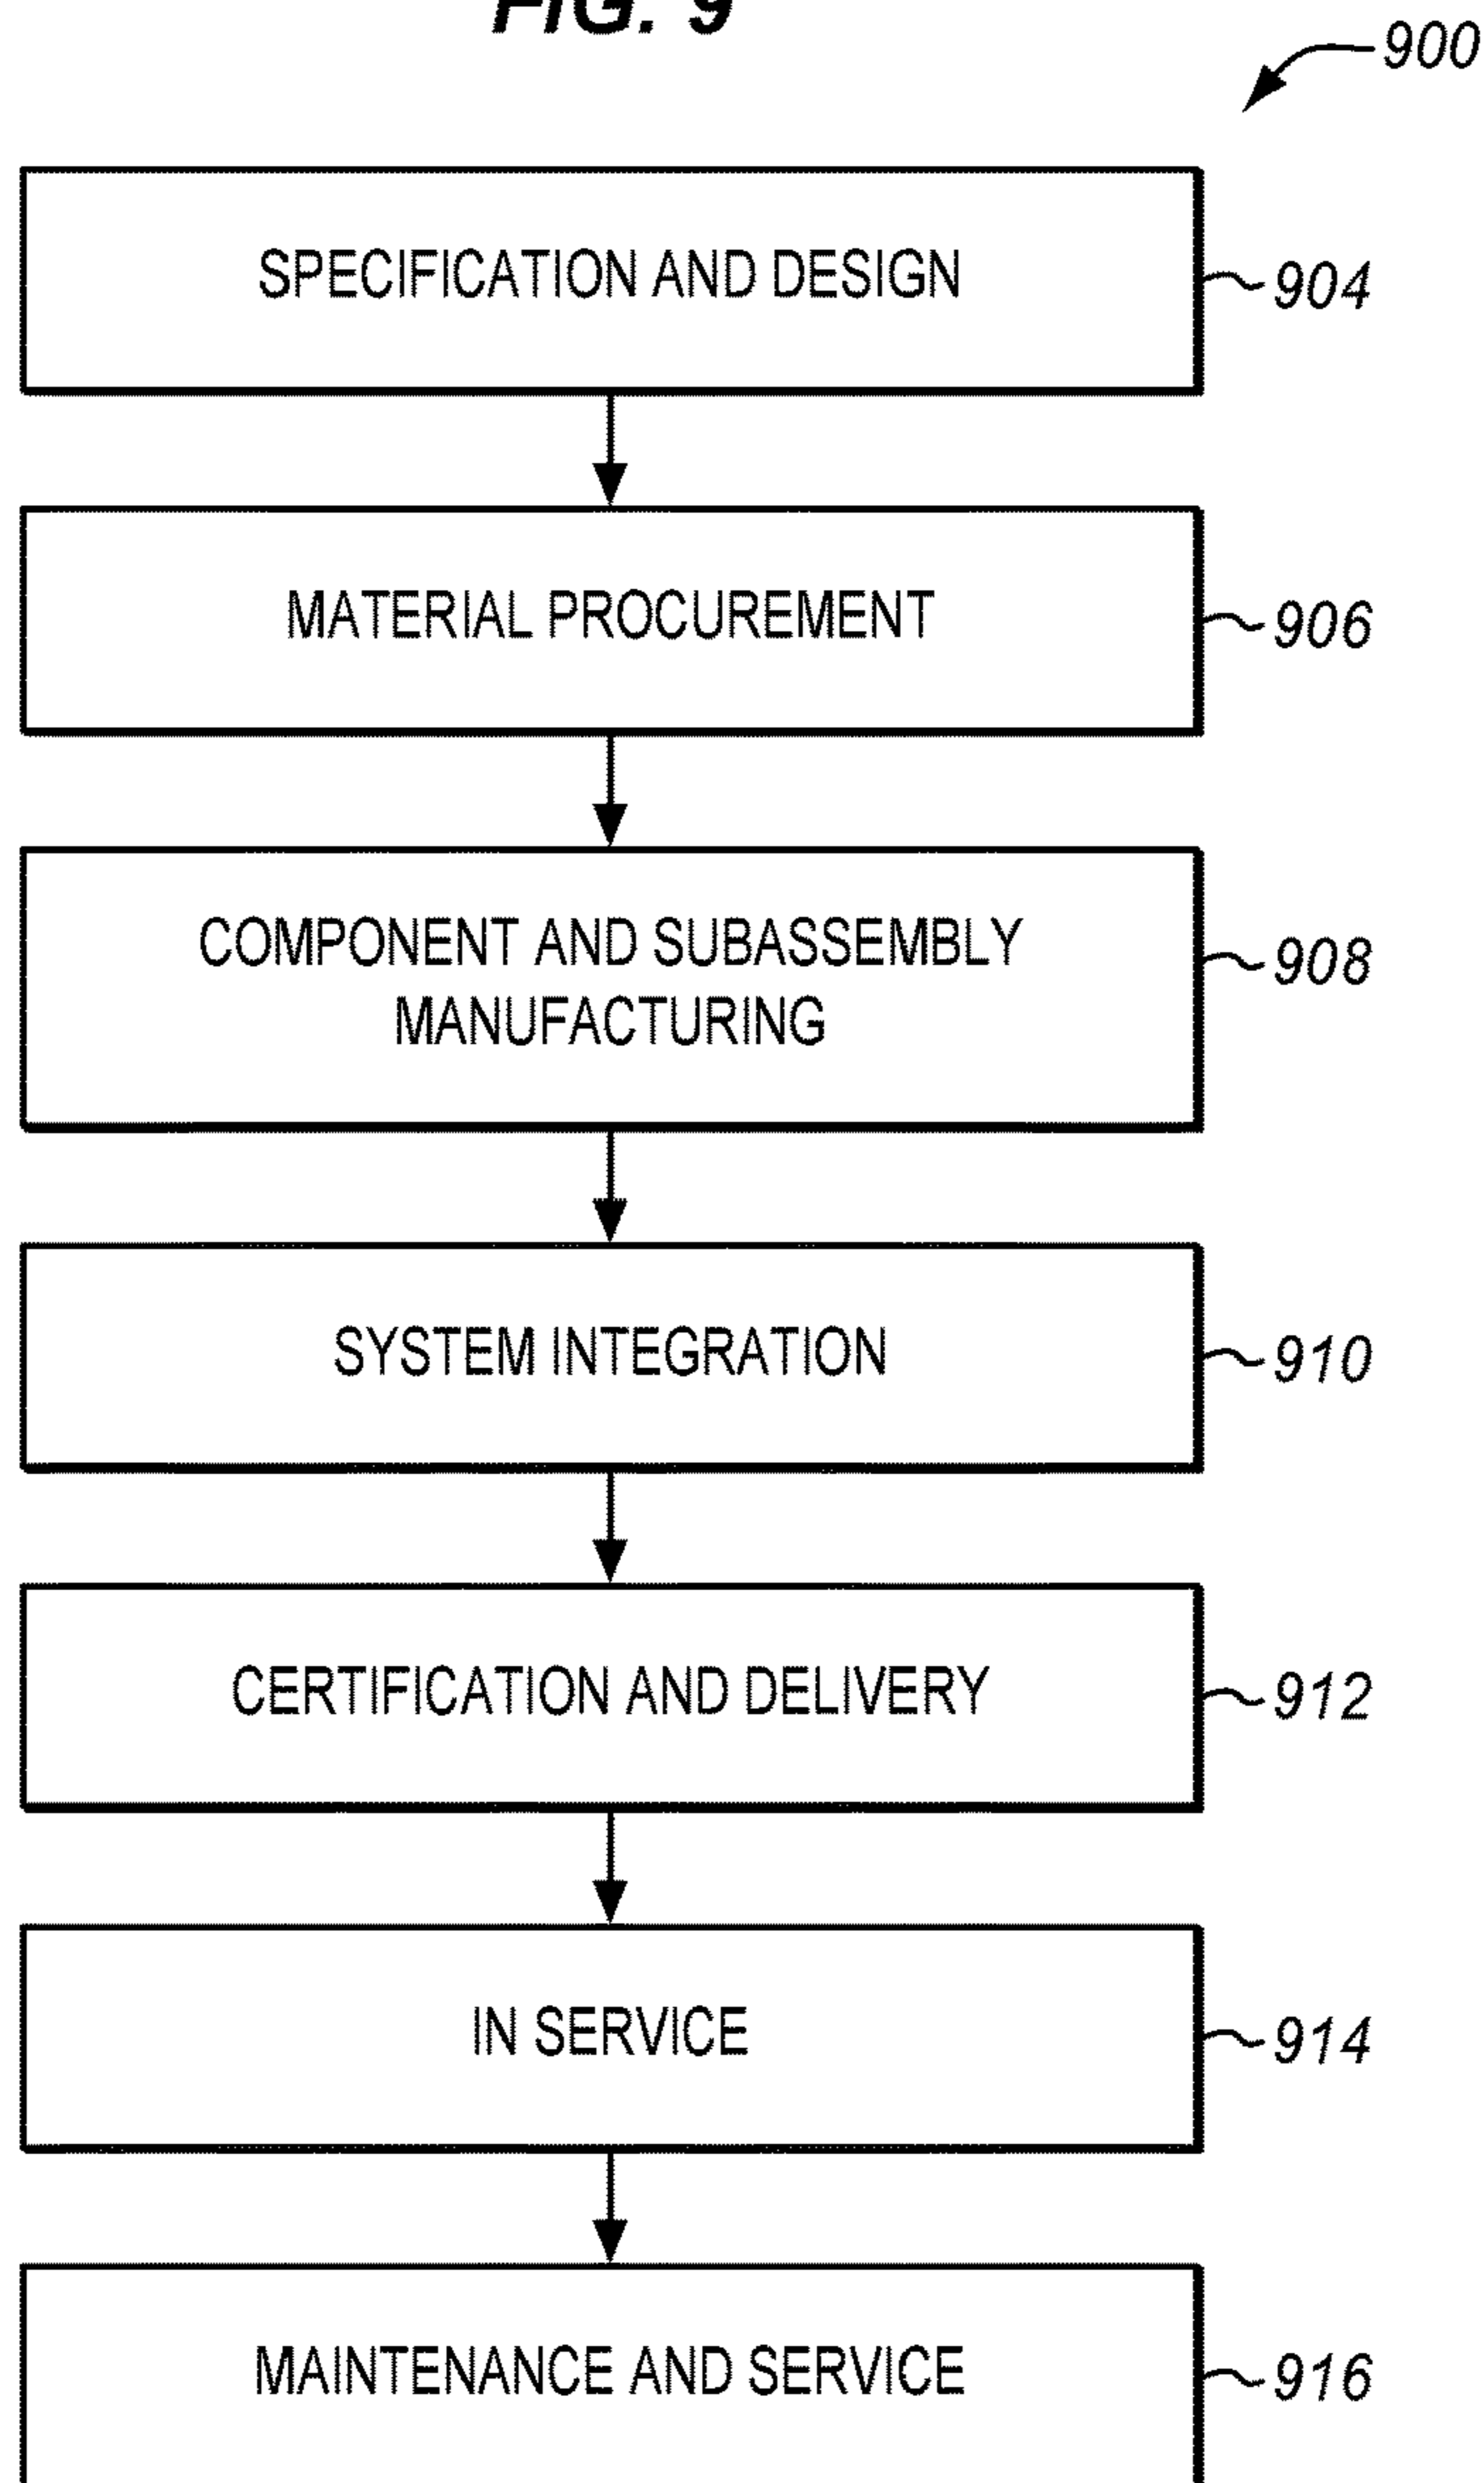 FIG. 9
900
SPECIFICATION AND DESIGN
904
MATERIAL PROCUREMENT
906
COMPONENT AND SUBASSEMBLY
MANUFACTURING
908
SYSTEM INTEGRATION
910
CERTIFICATION AND DELIVERY
912
IN SERVICE
914
MAINTENANCE AND SERVICE
916